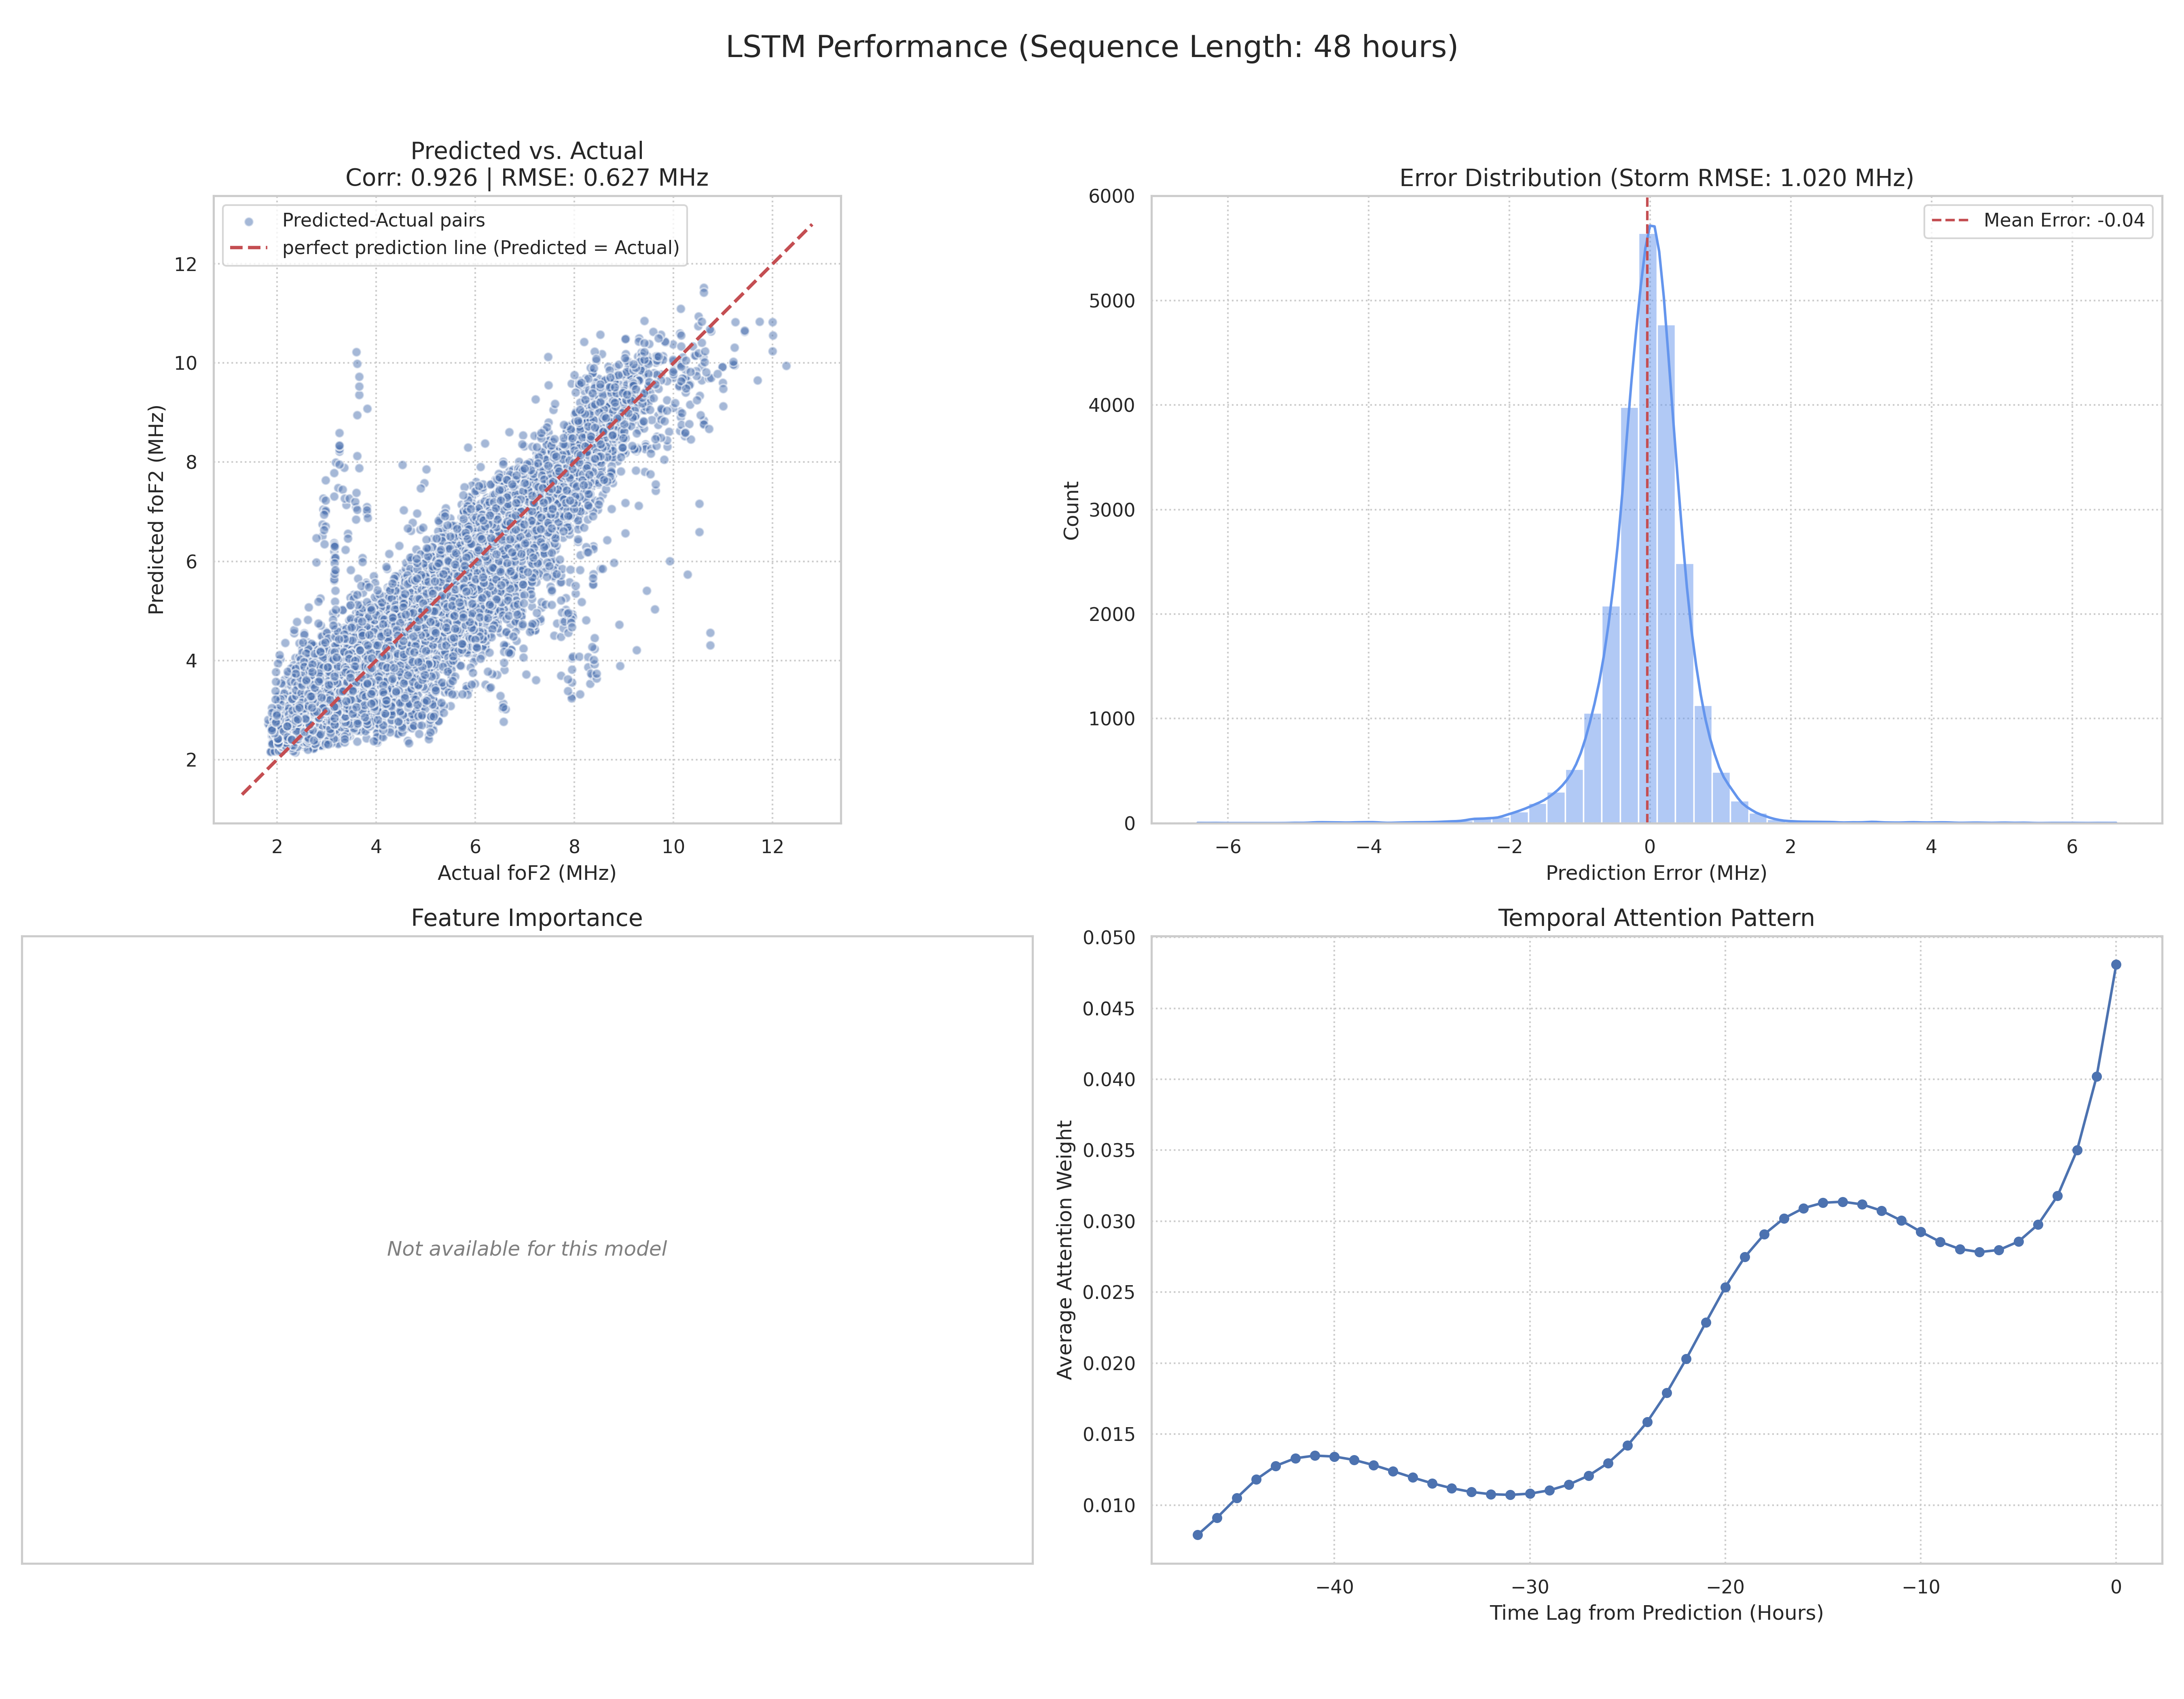 LSTM Performance (Sequence Length: 48 hours)
Predicted vs. Actual
Corr: 0.926 | RMSE: 0.627 MHz
Predicted-Actual pairs
perfect prediction line (Predicted = Actual)
12
10
8
6
4
2
Predicted foF2 (MHz)
2
4
6
8
10
12
Actual foF2 (MHz)
Error Distribution (Storm RMSE: 1.020 MHz)
Mean Error: -0.04
6000
5000
4000
3000
2000
1000
0
Count
−6
−4
−2
0
2
4
6
Prediction Error (MHz)
Feature Importance
Not available for this model
Temporal Attention Pattern
0.050
0.045
0.040
0.035
0.030
0.025
0.020
0.015
0.010
Average Attention Weight
−40
−30
−20
−10
0
Time Lag from Prediction (Hours)